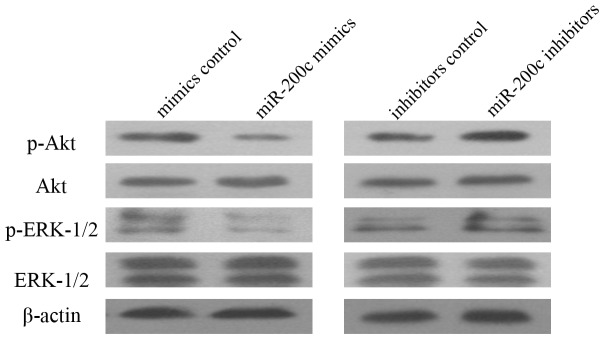 mimics control
miR-200c mimics
inhibitors control
miR-200c inhibitors
p-Akt
Akt
p-ERK-1/2
ERK-1/2
β-actin